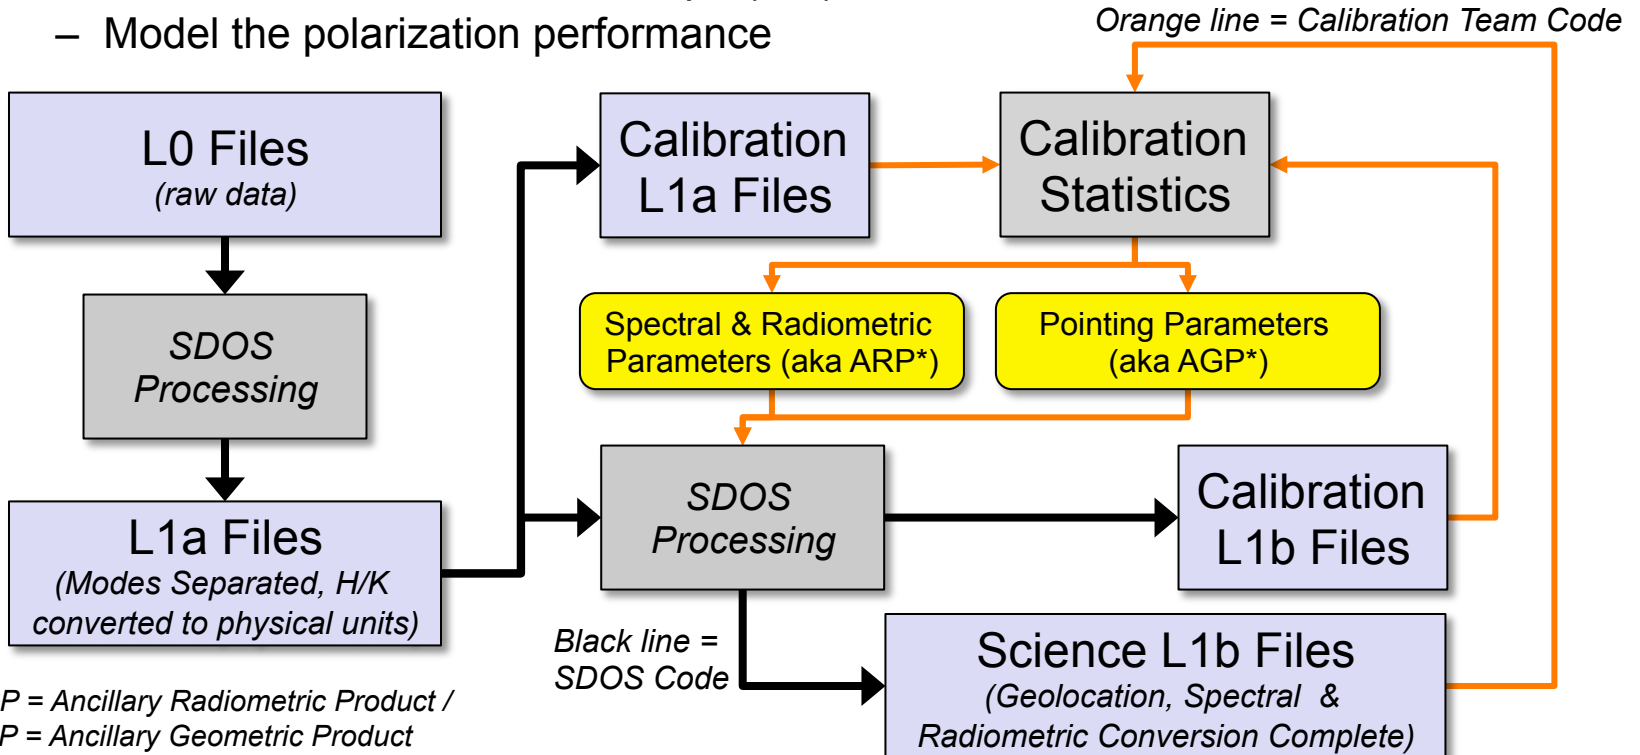 – Model the polarization performance
Orange line = Calibration Team Code
L0 Files
(raw data)
SDOS
Processing
L1a Files
(Modes Separated, H/K
converted to physical units)
P = Ancillary Radiometric Product /
P = Ancillary Geometric Product
Calibration
L1a Files
Calibration
Statistics
Spectral & Radiometric
Parameters (aka ARP*)
Pointing Parameters
(aka AGP*)
SDOS
Processing
Calibration
L1b Files
Black line =
SDOS Code
Science L1b Files
(Geolocation, Spectral &
Radiometric Conversion Complete)